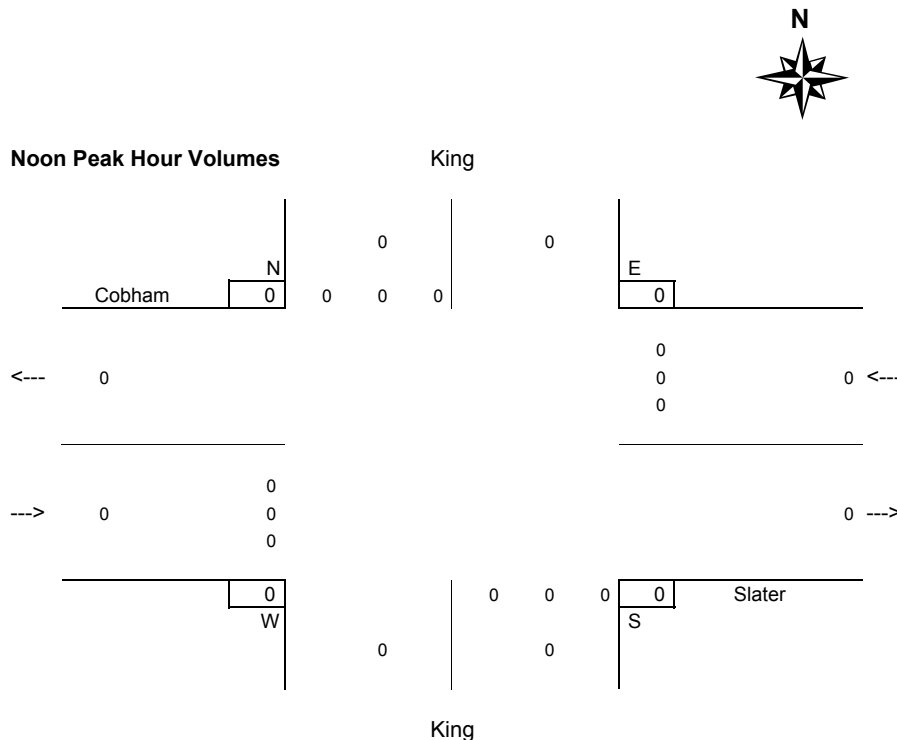 N
Noon Peak Hour Volumes King
0 0
N E
Cobham 0 0 0 0 0
0
<--- 0 0 0 <---
0
0
---> 0 0 0 --->
0
0 0 0 0 0 Slater
W S
0 0
King